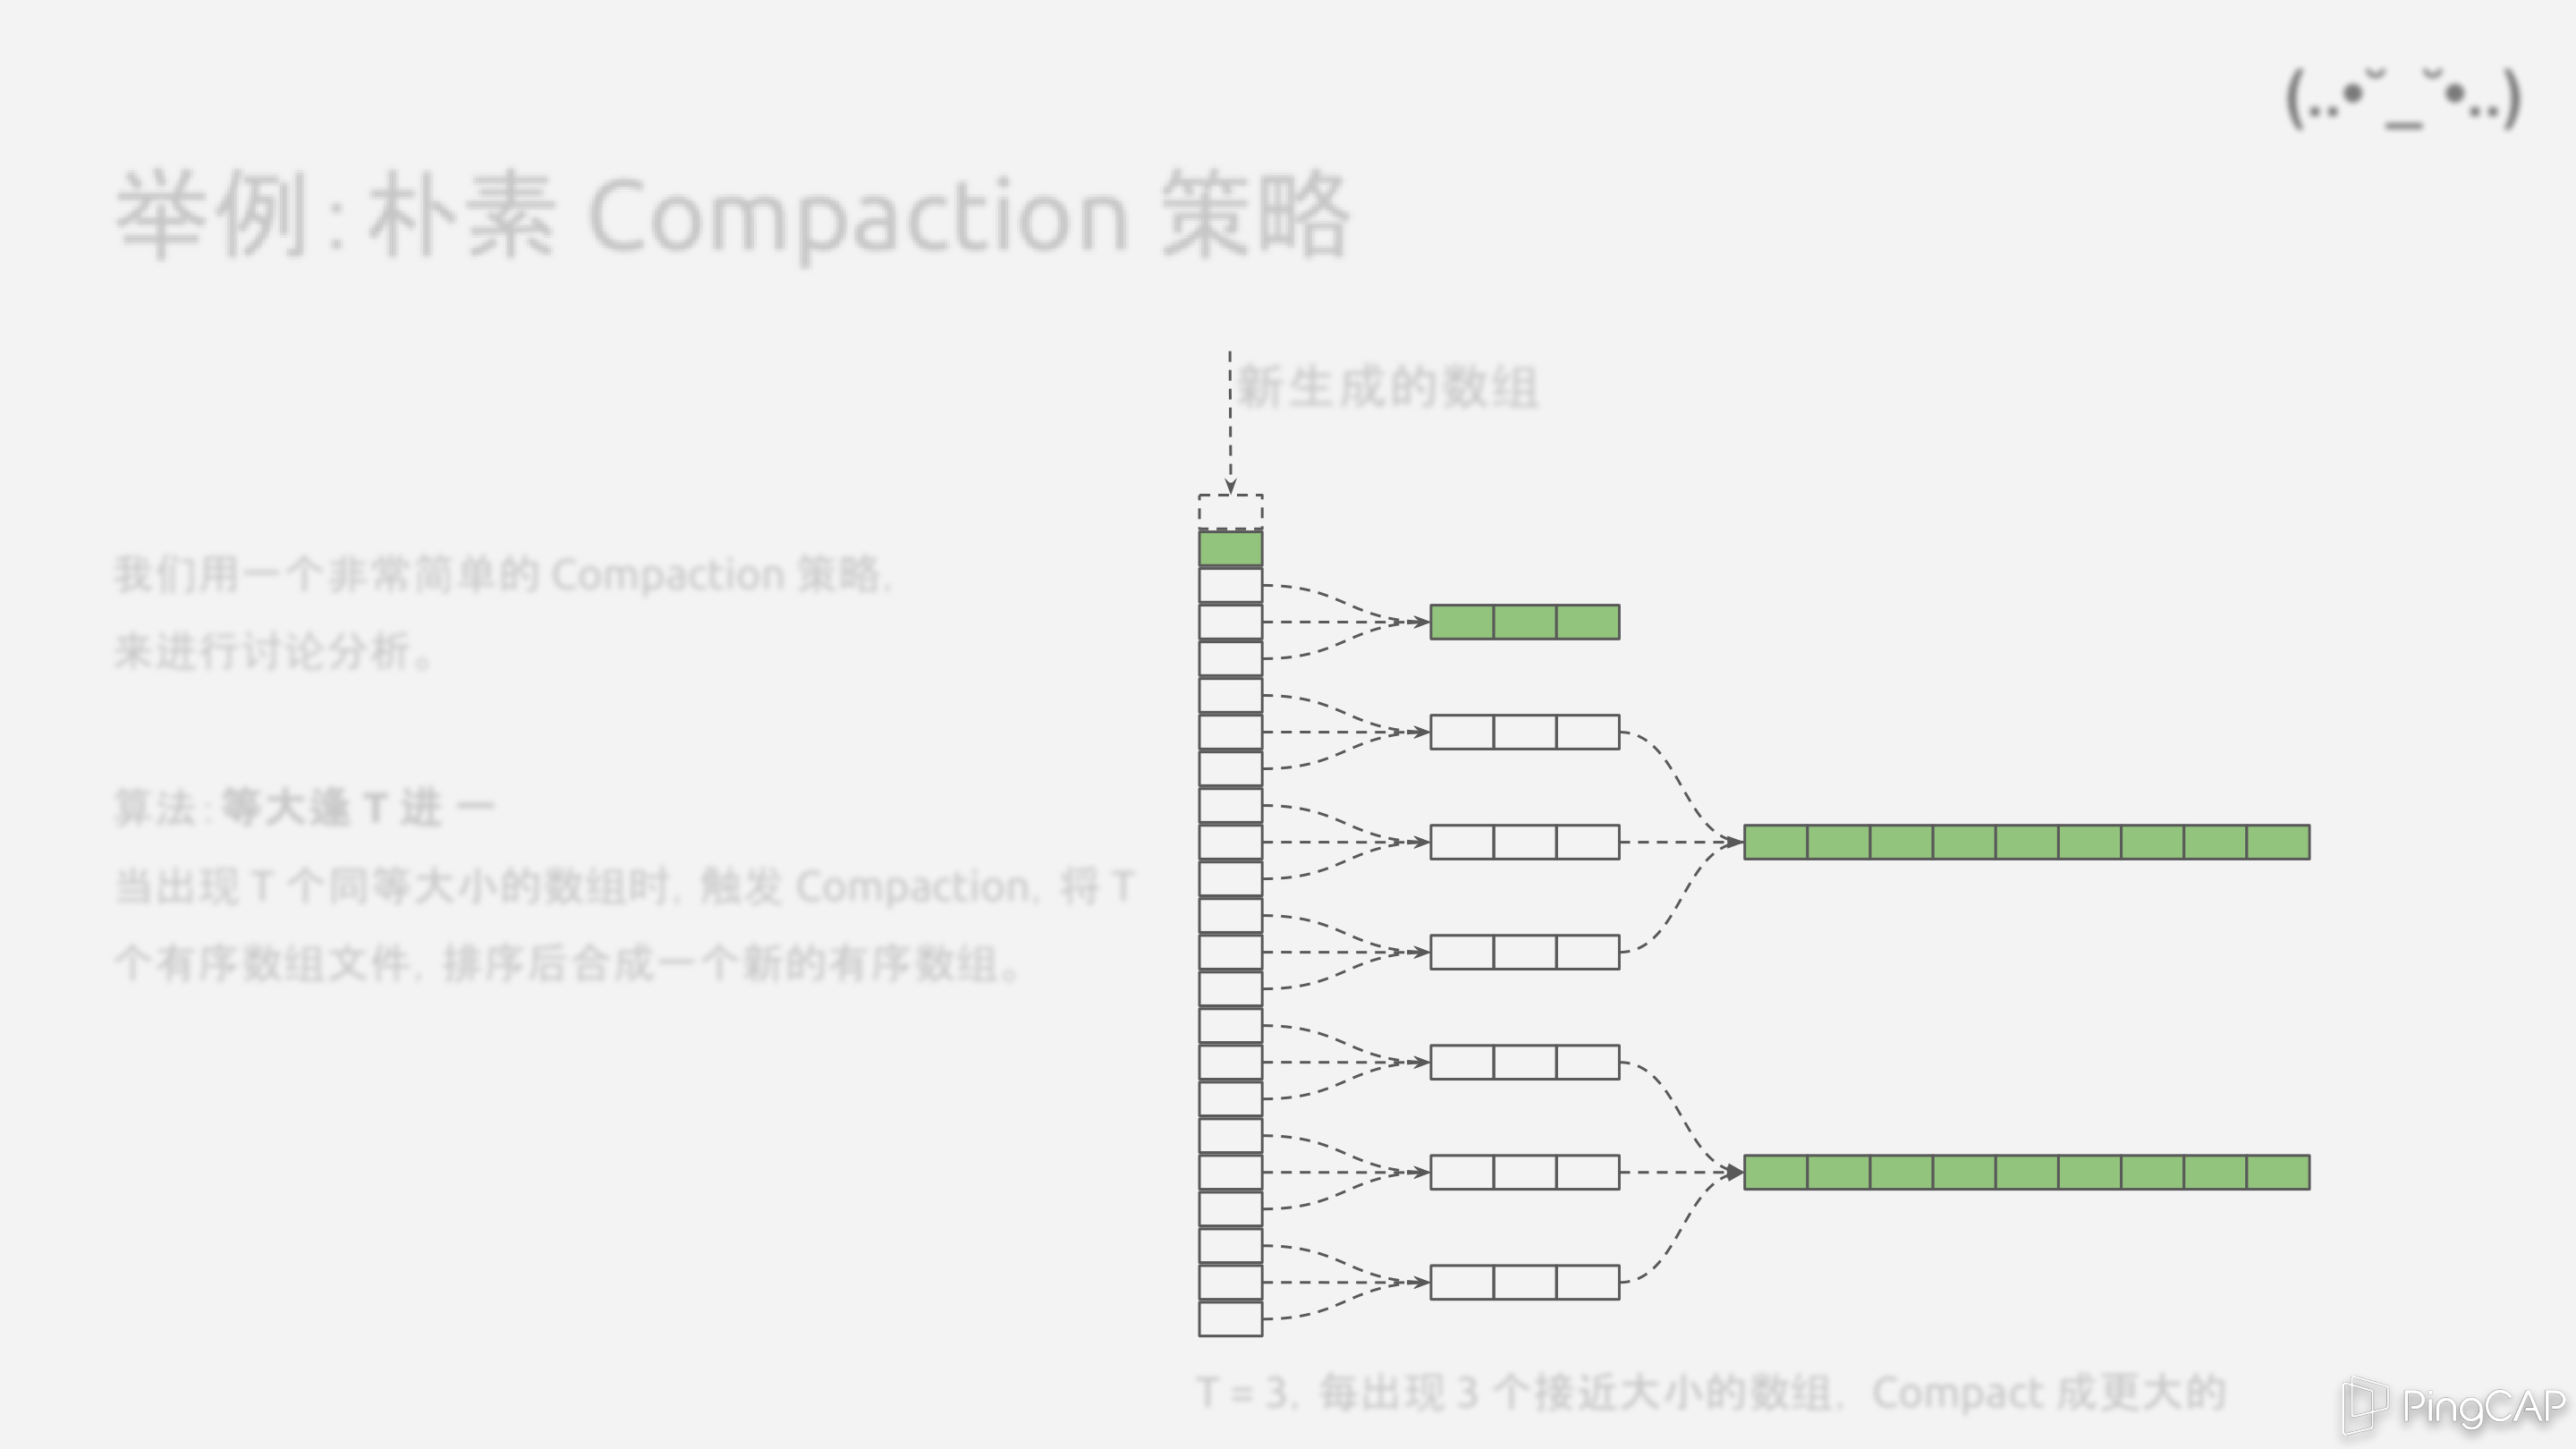 (..•˘_˘•..)
举例：朴素 Compaction 策略
新生成的数组
我们用一个非常简单的 Compaction 策略，
来进行讨论分析。
算法：等大逢 T 进 一
当出现 T 个同等大小的数组时，触发 Compaction，将 T
个有序数组文件，排序后合成一个新的有序数组。
T = 3，每出现 3 个接近大小的数组， Compact 成更大的
PingCAP